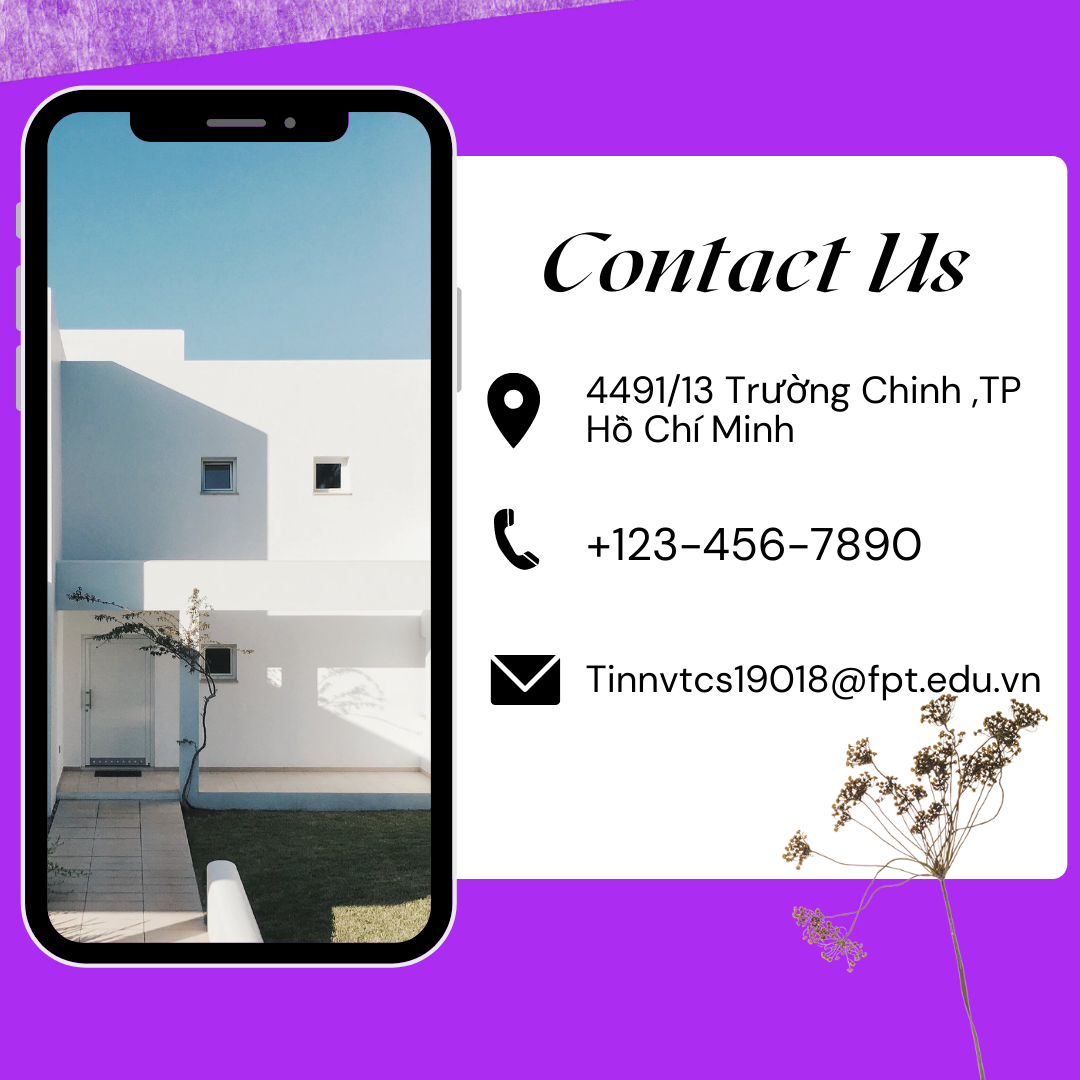 Contact Us
4491/13 Trường Chinh ,TP
Hồ Chí Minh
+123-456-7890
Tinnvtcs19018@fpt.edu.vn